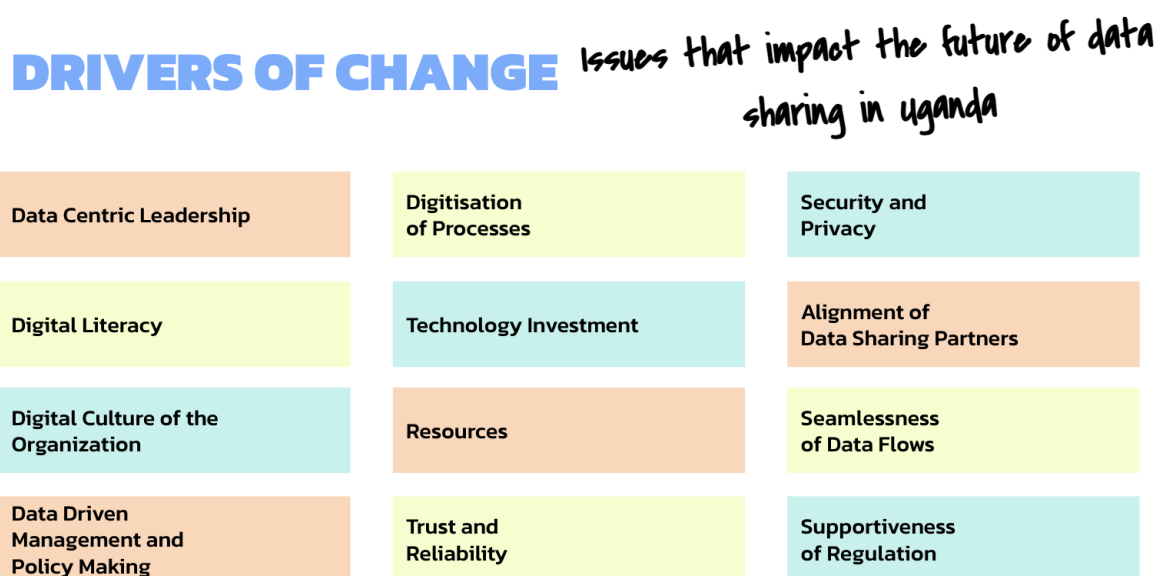 DRIVERS OF CHANGE
Issues that impact the future of data
sharing in uganda
Data Centric Leadership
Digitisation
of Processes
Security and
Privacy
Digital Literacy
Technology Investment
Alignment of
Data Sharing Partners
Digital Culture of the
Organization
Resources
Seamlessness
of Data Flows
Data Driven
Management and
Policy Making
Trust and
Reliability
Supportiveness
of Regulation